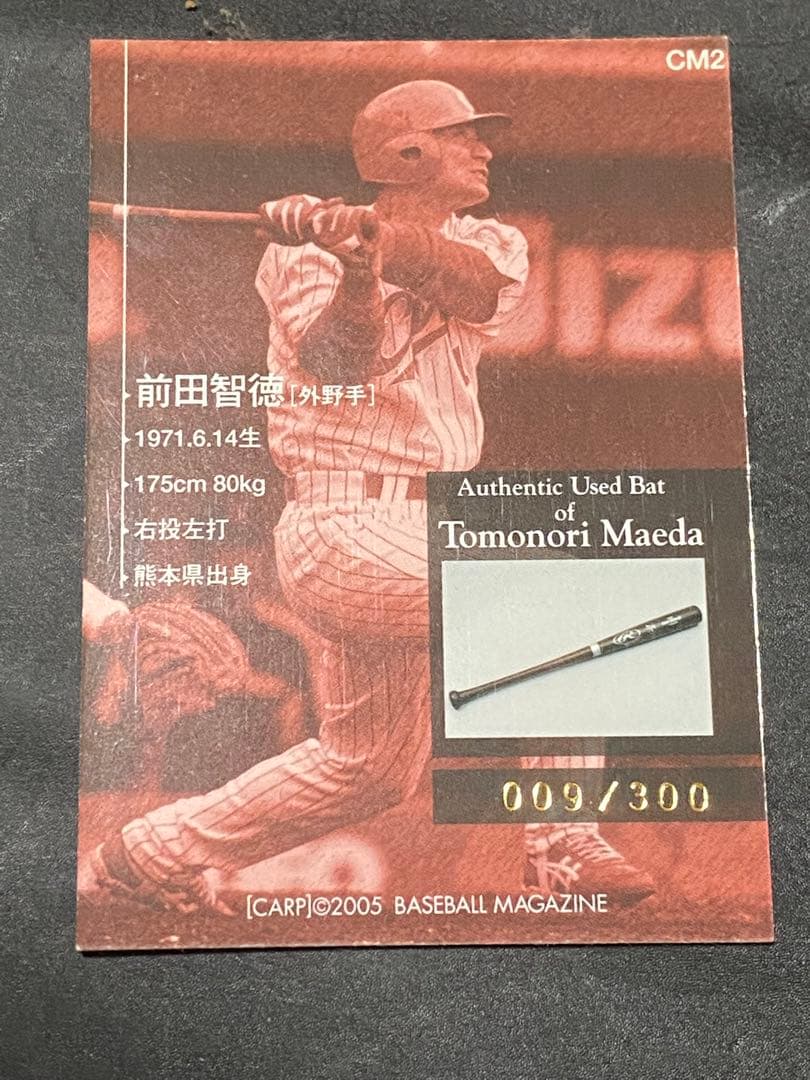 CM2
IZU
前田智徳[外野手]
1971.6.14生
175cm 80kg
右投左打
熊本県出身
Authentic Used Bat
of
Tomonori Maeda
009/300
[CARP]©2005 BASEBALL MAGAZINE